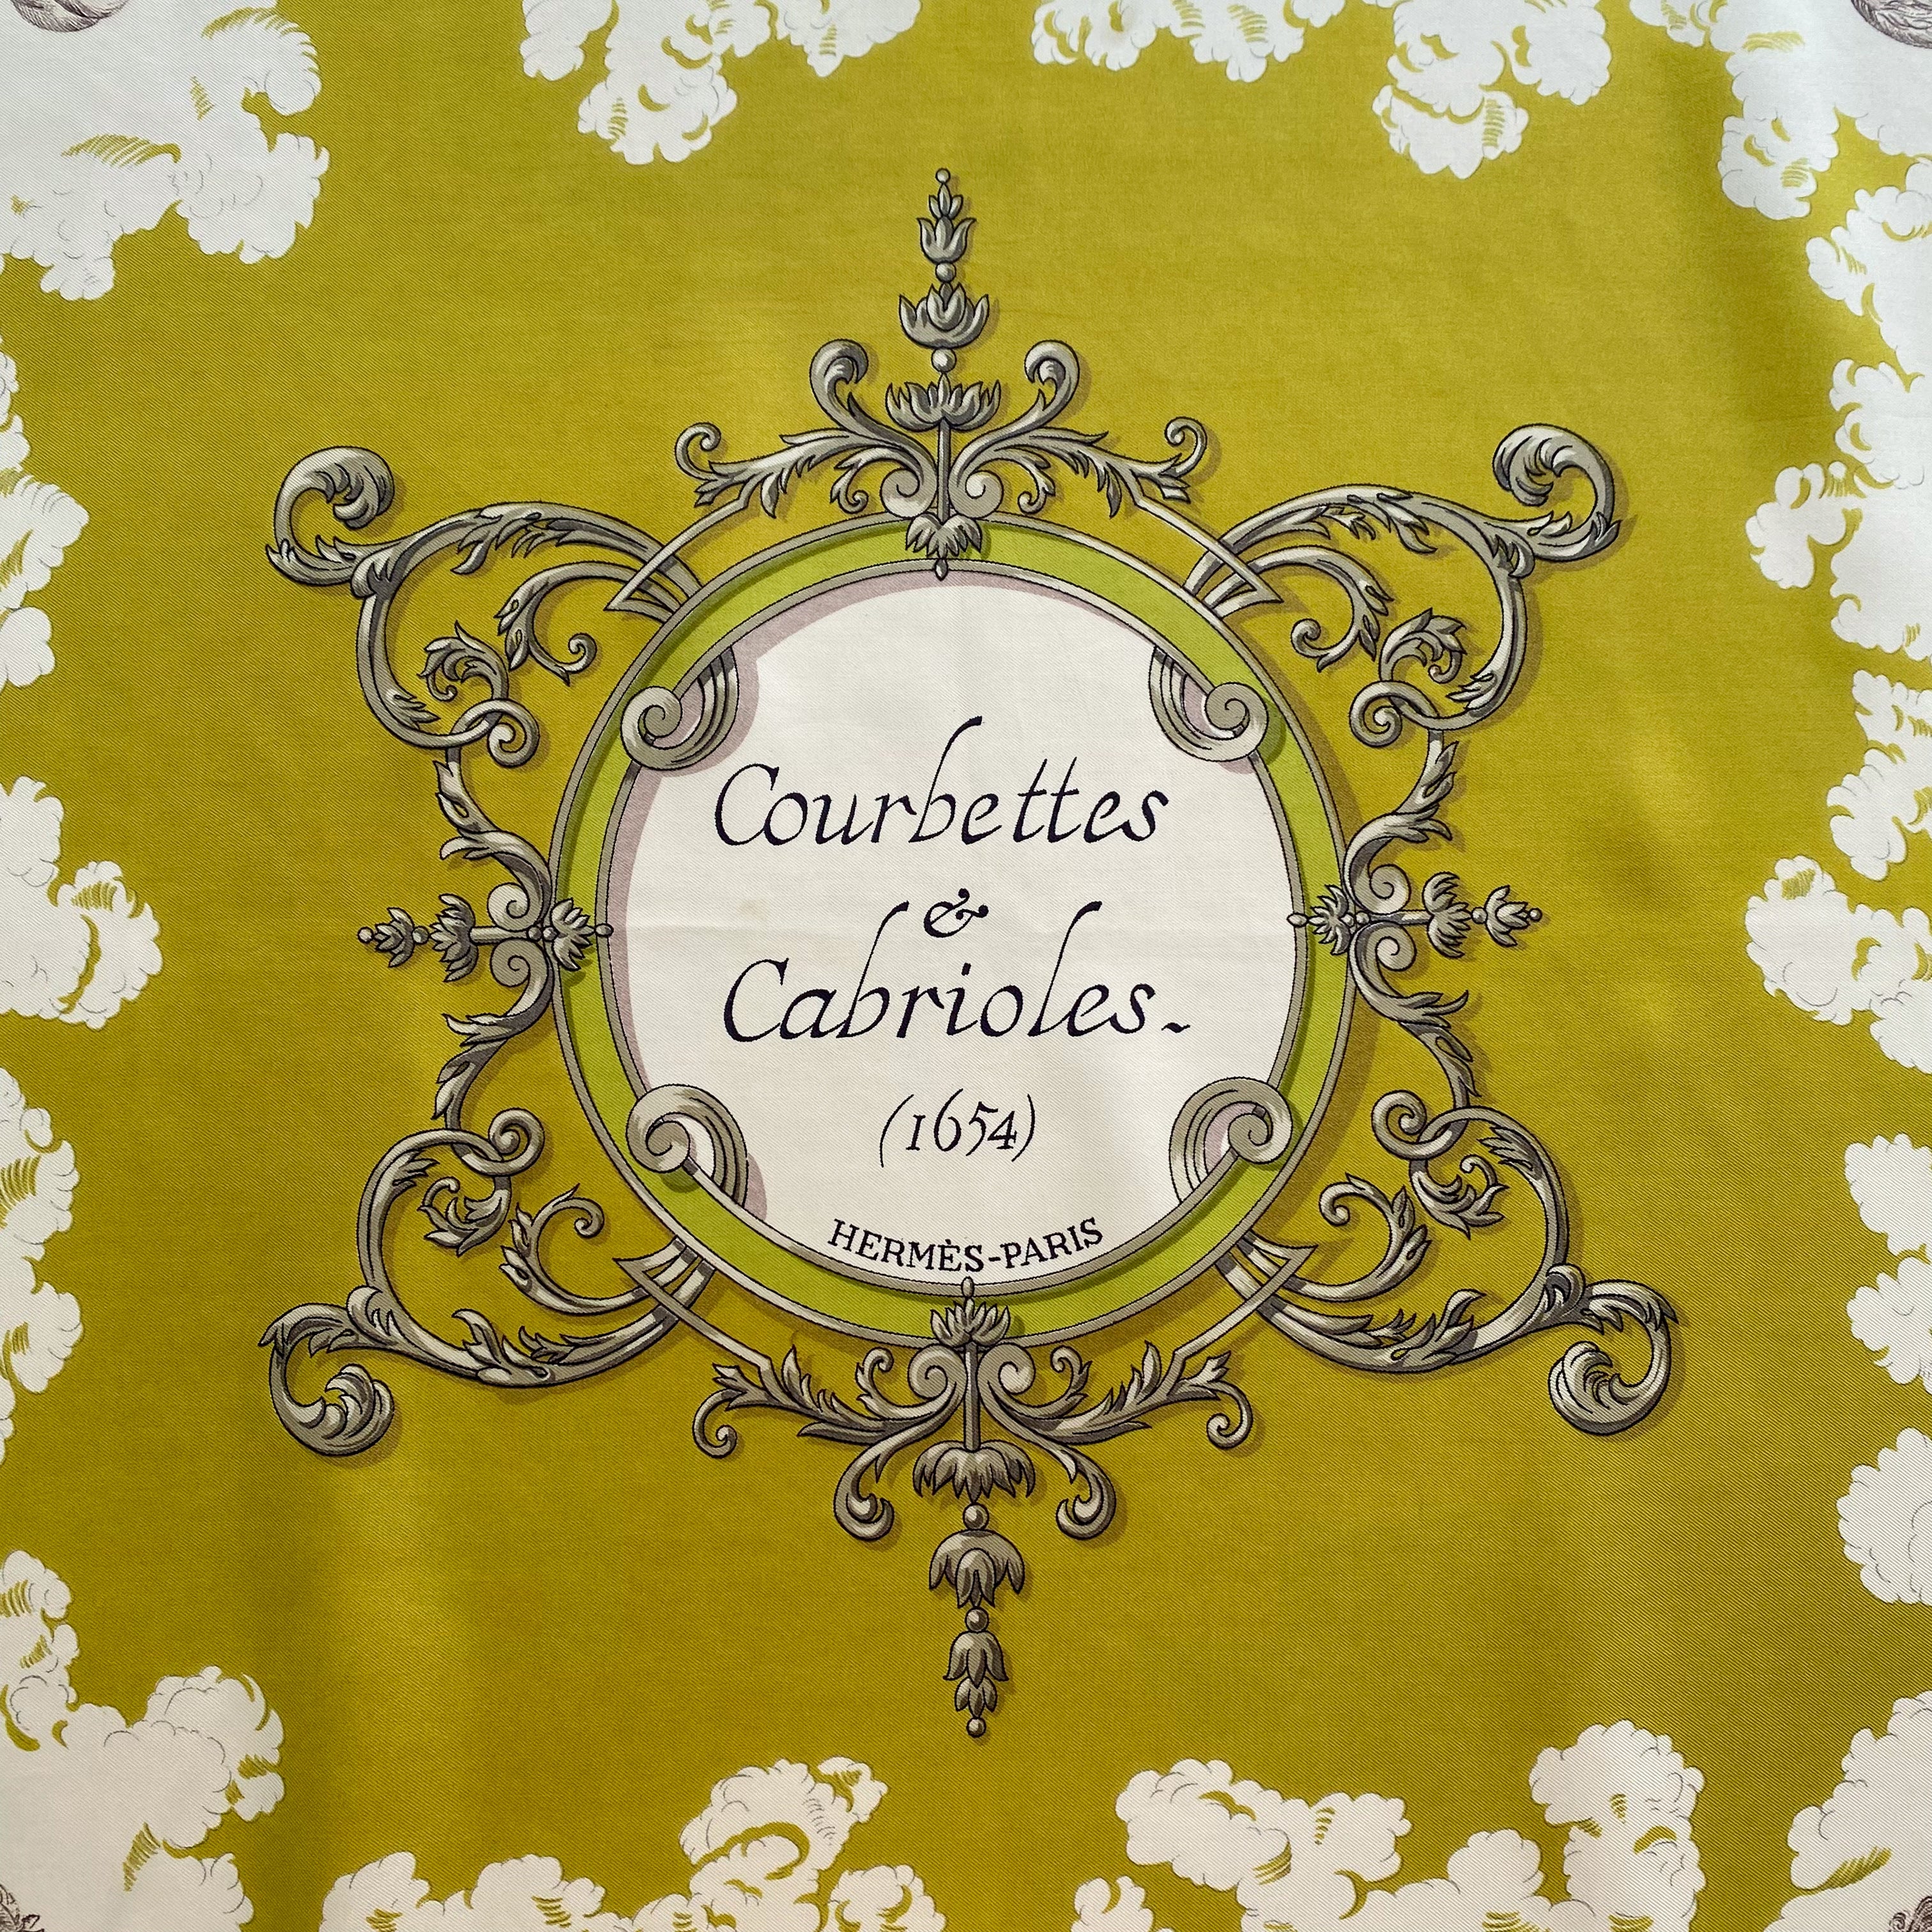 Courbettes
&
Cabrioles.
(1654)
HERMÈS-PARIS